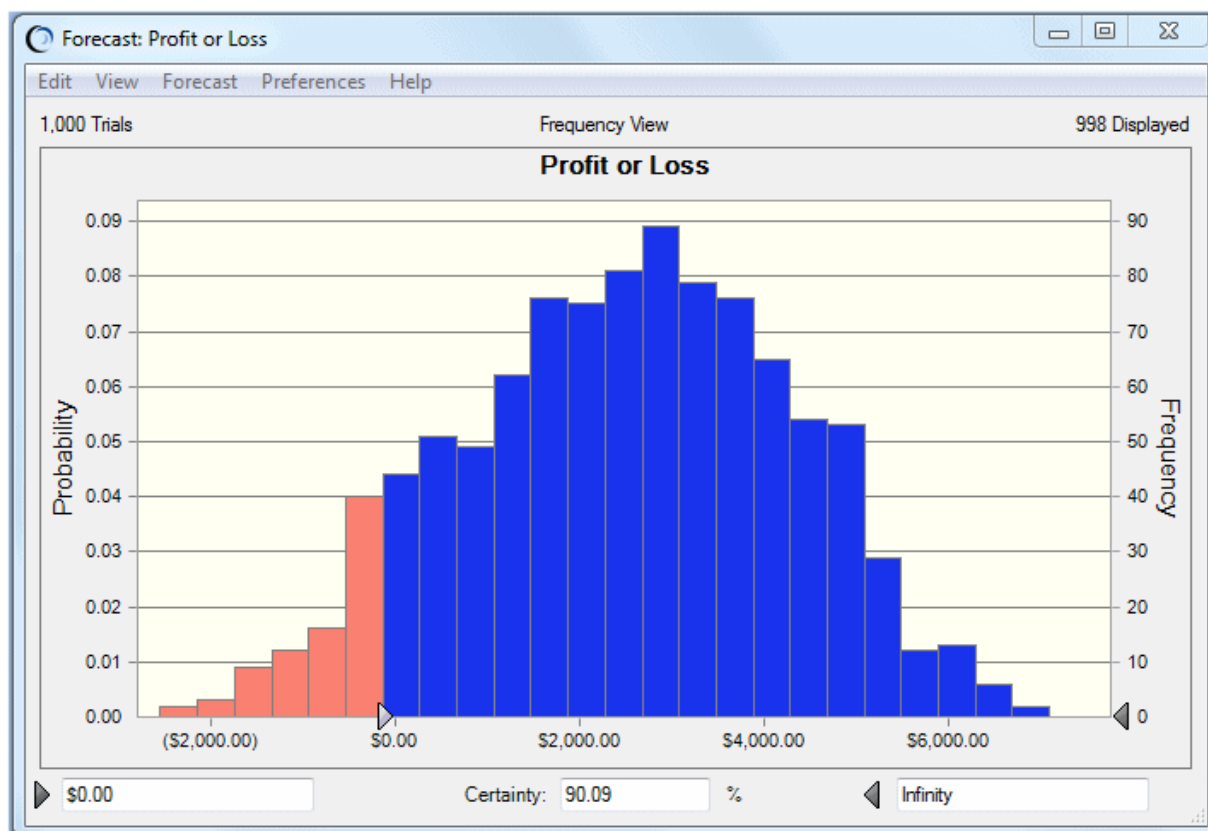 Forecast: Profit or Loss
Edit View Forecast Preferences Help
1,000 Trials Frequency View 998 Displayed
Profit or Loss
0.09 90
0.08 80
0.07 70
0.06 60
0.05 50
0.04 40
0.03 30
0.02 20
0.01 10
0.00 0
Probability
Frequency
($2,000.00) $0.00 $2,000.00 $4,000.00 $6,000.00
$0.00 Certainty: 90.09 % Infinity